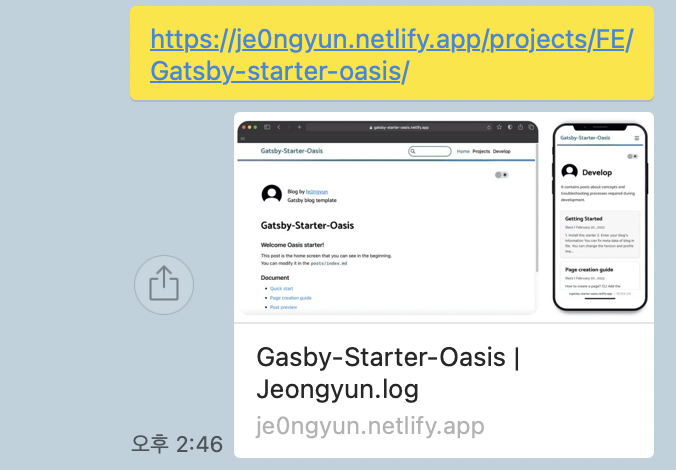 https://je0ngyun.netlify.app/projects/FE/
Gatsby-starter-oasis/
gatsby-starter-oasis.netlify.app
Gatsby-Starter-Oasis
Home Projects Develop
Blog by je0ngyun
Gatsby blog template
Gatsby-Starter-Oasis
Welcome Oasis starter!
This post is the home screen that you can see in the beginning.
You can modify it in the posts/index.md
Document
Quick start
Page creation guide
Post preview
Gatsby-Starter-Oasis
Develop
It contains posts about concepts and
troubleshooting processes required during
development.
Getting Started
1. Install this starter 2. Enter your blog's
information You can fix meta data of blog in
file. You can change the favicon and profile
Page creation guide
How to create a page? CLI Add the
gatsby-starter-oasis.netlify.app
Gasby-Starter-Oasis |
Jeongyun.log
je0ngyun.netlify.app
오후 2:46